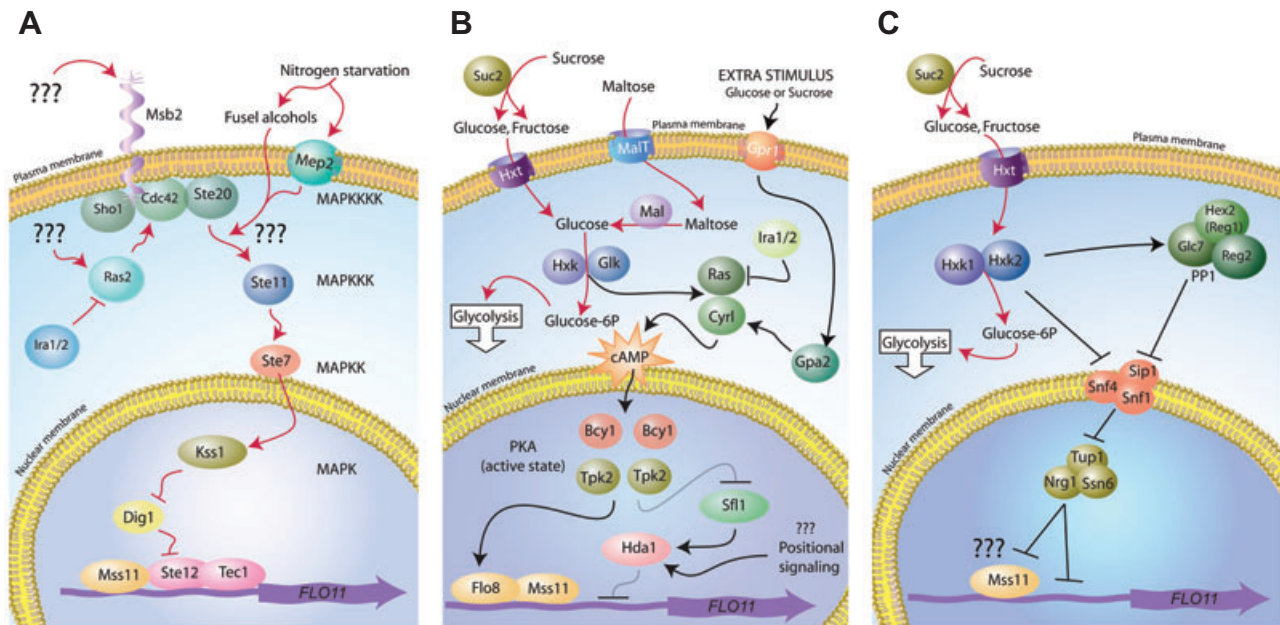 A
???
Msb2
Nitrogen starvation
Fusel alcohols
Plasma membrane
Mep2
Sho1
Cdc42
Ste20
MAPKKKK
???
???
Ras2
Ste11
MAPKKK
Ira1/2
Ste7
MAPKK
Nuclear membrane
Kss1
MAPK
Dig1
Mss11
Ste12
Tec1
FLO11
B
Suc2
Sucrose
Maltose
EXTRA STIMULUS
Glucose or Sucrose
Glucose, Fructose
Plasma membrane
Hxt
MalT
Gpr1
Glucose
Mal
Maltose
Ira1/2
Hxk
Glk
Ras
Glycolysis
Glucose-6P
Cyrl
cAMP
Gpa2
Nuclear membrane
Bcy1
Bcy1
PKA
(active state)
Tpk2
Tpk2
Sfl1
Hda1
???
Positional
signaling
Flo8
Mss11
FLO11
C
Suc2
Sucrose
Glucose, Fructose
Plasma membrane
Hxt
Hex2
(Reg1)
Glc7
Reg2
PP1
Hxk1
Hxk2
Glucose-6P
Glycolysis
Sip1
Snf4
Snf1
Nuclear membrane
Tup1
Nrg1
Ssn6
???
Mss11
FLO11